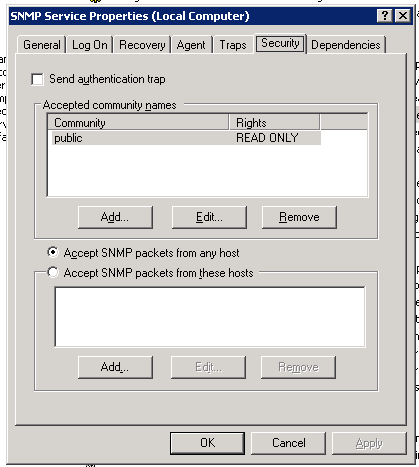 SNMP Service Properties (Local Computer)
General Log On Recovery Agent Traps Security Dependencies
Send authentication trap
Accepted community names
Community Rights
public READ ONLY
Add... Edit... Remove
Accept SNMP packets from any host
Accept SNMP packets from these hosts
Add... Edit... Remove
OK Cancel Apply